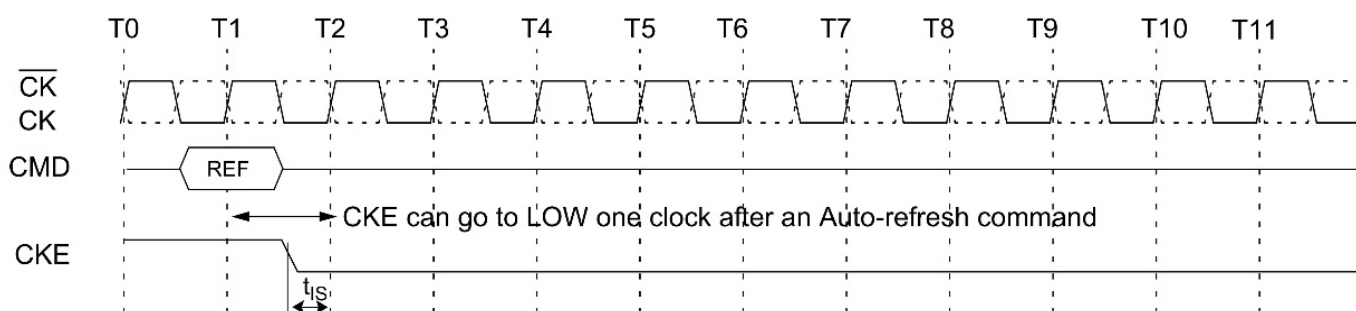 T0 T1 T2 T3 T4 T5 T6 T7 T8 T9 T10 T11
CK
CK
CMD REF
CKE can go to LOW one clock after an Auto-refresh command
CKE
tIS